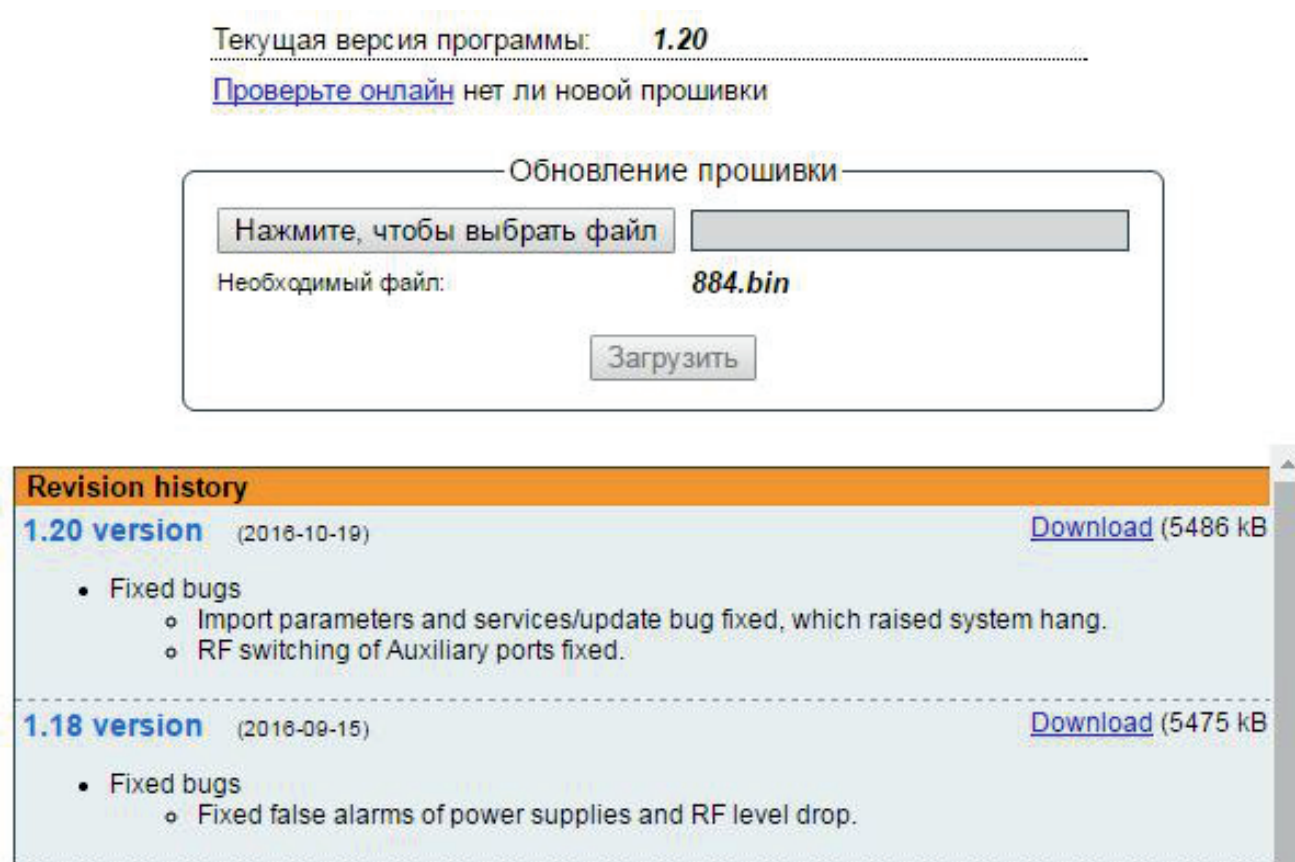 Текущая версия программы: 1.20
Проверьте онлайн нет ли новой прошивки
Обновление прошивки
Нажмите, чтобы выбрать файл
Необходимый файл: 884.bin
Загрузить
Revision history
1.20 version (2016-10-19) Download (5486 kB
• Fixed bugs
o Import parameters and services/update bug fixed, which raised system hang.
o RF switching of Auxiliary ports fixed.
1.18 version (2016-09-15) Download (5475 kB
• Fixed bugs
o Fixed false alarms of power supplies and RF level drop.